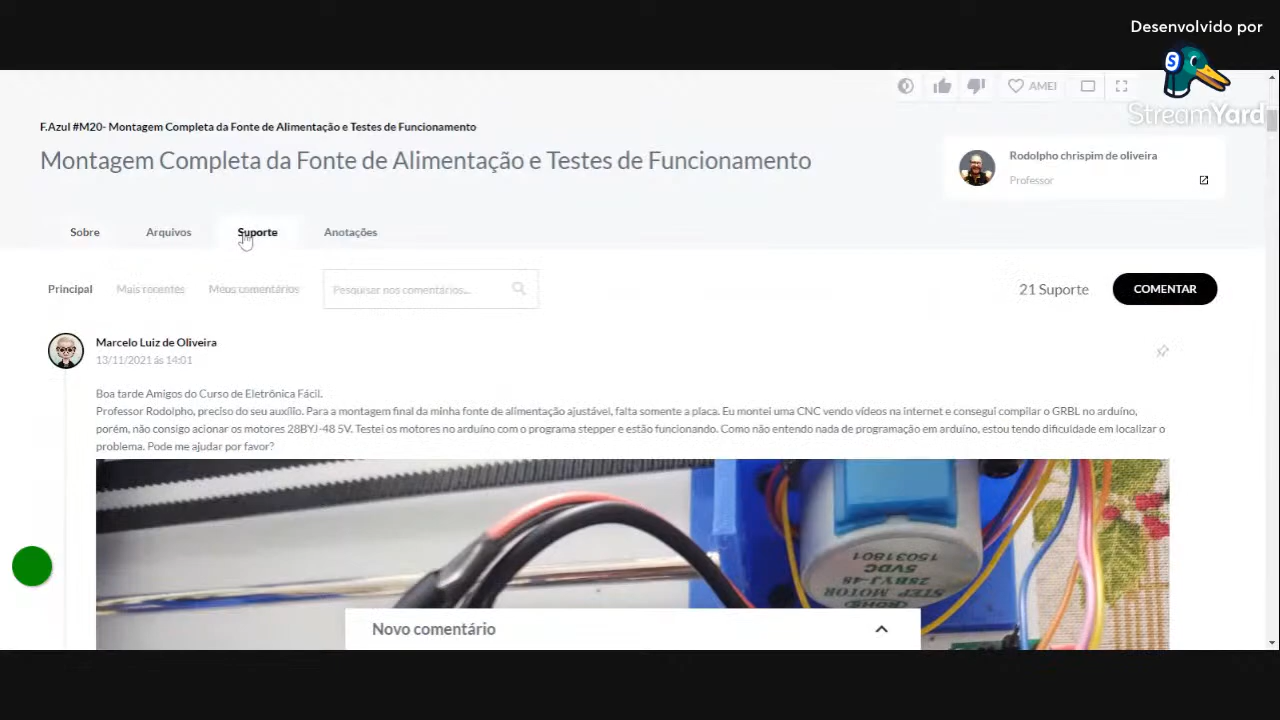 Desenvolvido por
StreamYard
AMEI
F.Azul #M20- Montagem Completa da Fonte de Alimentação e Testes de Funcionamento
Montagem Completa da Fonte de Alimentação e Testes de Funcionamento
Rodolpho chrispim de oliveira
Professor
Sobre
Arquivos
Suporte
Anotações
Principal
Mais recentes
Meus comentários
Pesquisar nos comentários...
21 Suporte
COMENTAR
Marcelo Luiz de Oliveira
13/11/2021 ás 14:01
Boa tarde Amigos do Curso de Eletrônica Fácil.
Professor Rodolpho, preciso do seu auxílio. Para a montagem final da minha fonte de alimentação ajustável, falta somente a placa. Eu montei uma CNC vendo vídeos na internet e consegui compilar o GRBL no arduíno,
porém, não consigo acionar os motores 28BYJ-48 5V. Testei os motores no arduíno com o programa stepper e estão funcionando. Como não entendo nada de programação em arduíno, estou tendo dificuldade em localizar o
problema. Pode me ajudar por favor?
15031801
5VDC
28BYJ-48
STEP MOTOR
ROHS
Novo comentário